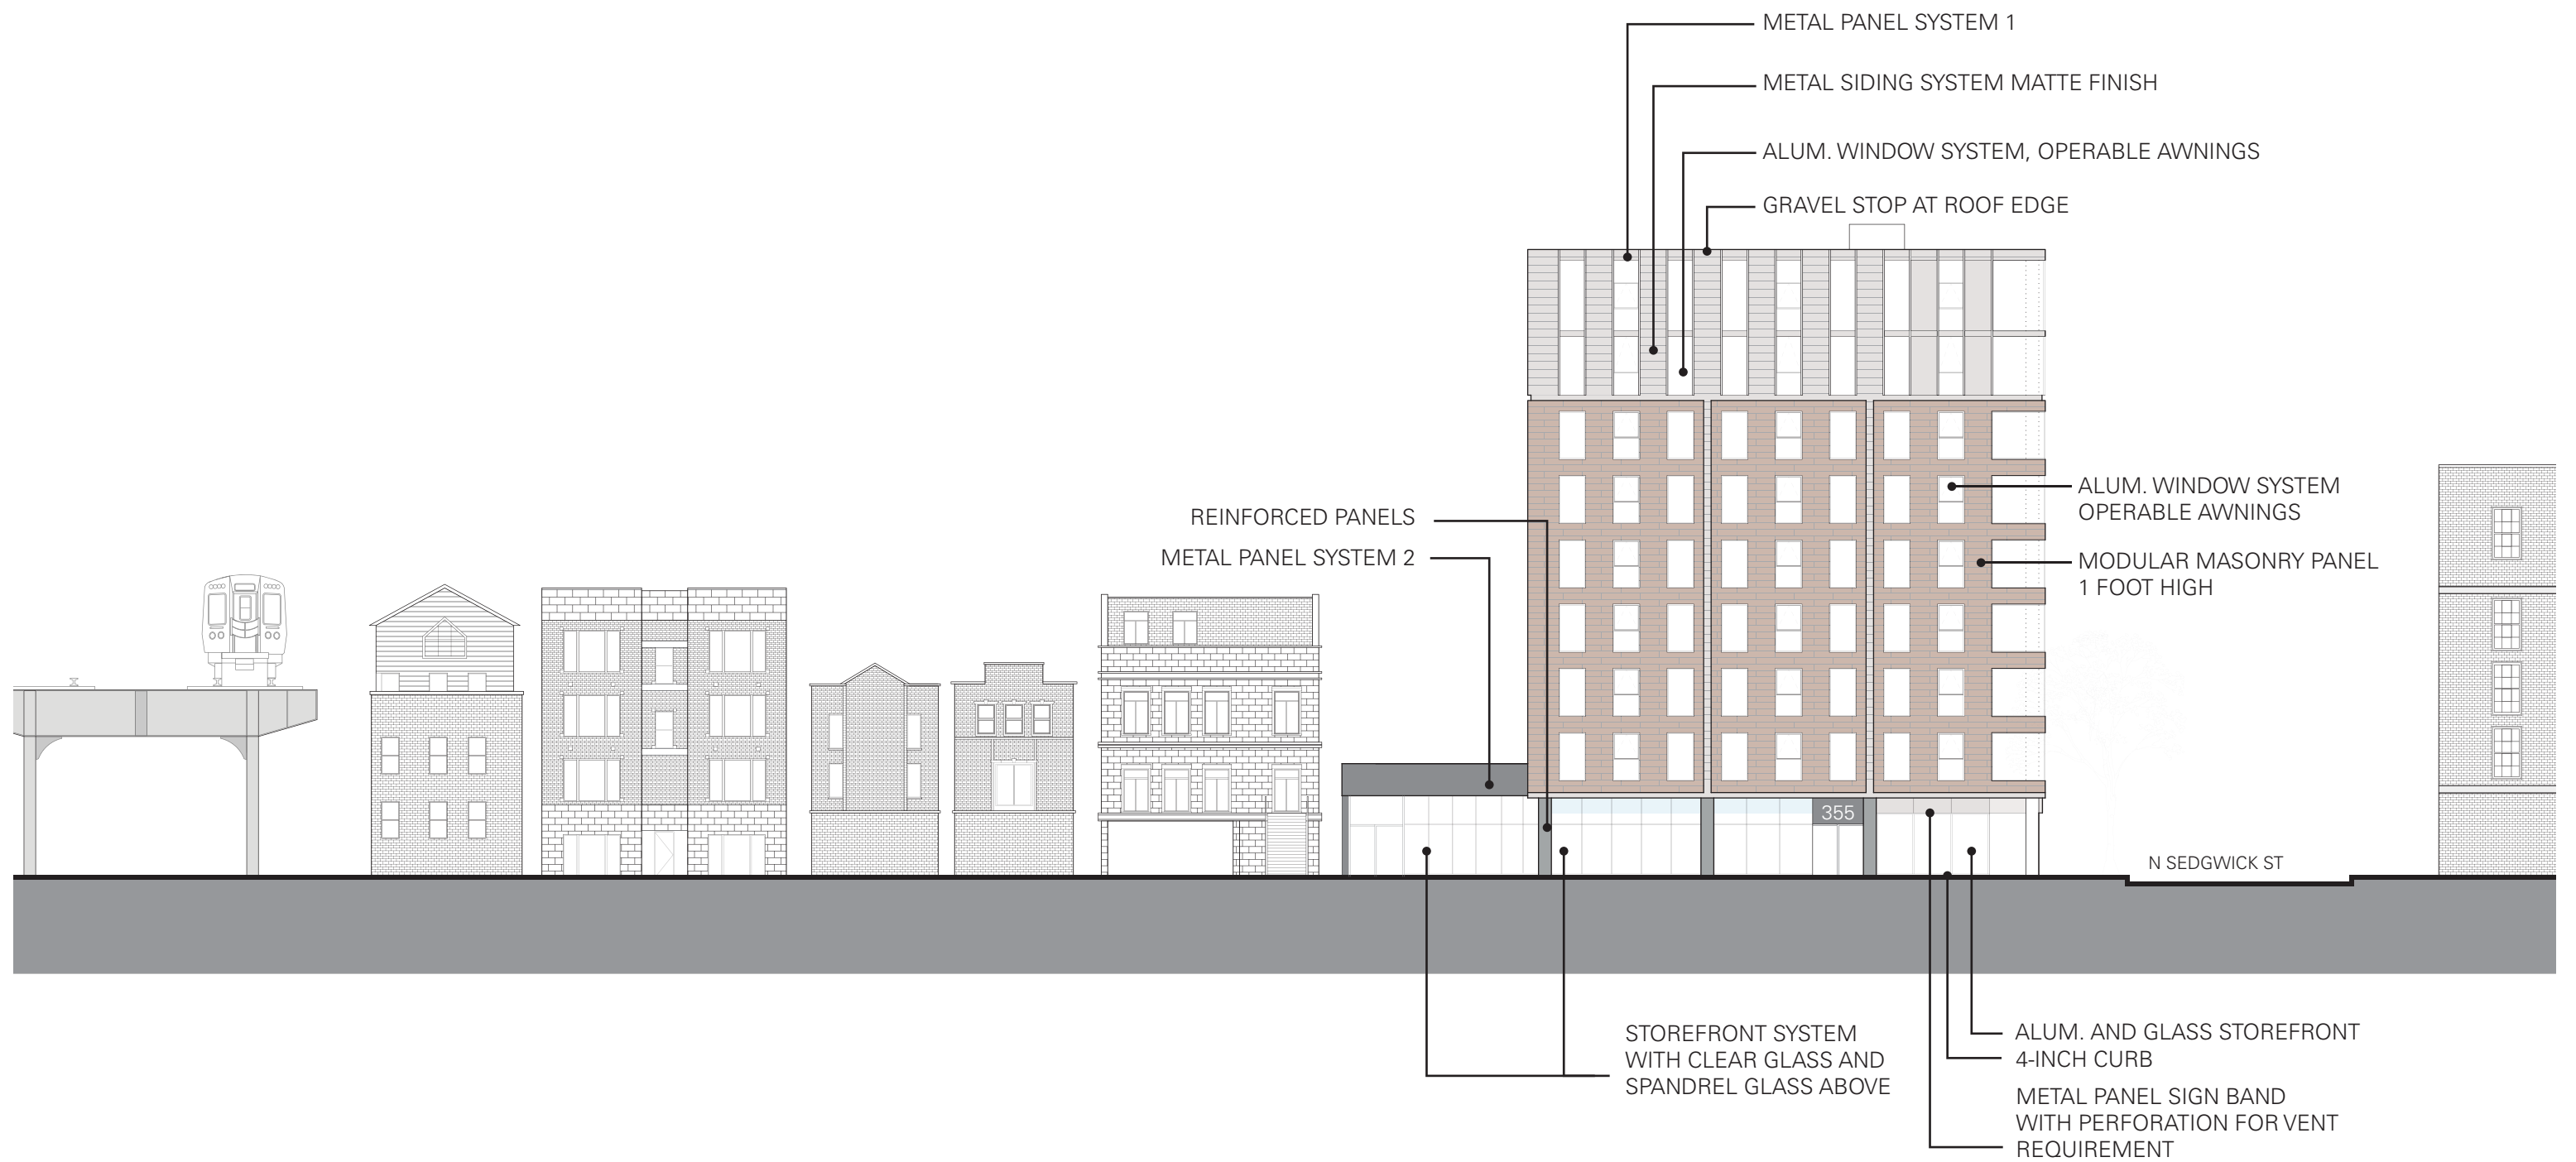 METAL PANEL SYSTEM 1
METAL SIDING SYSTEM MATTE FINISH
ALUM. WINDOW SYSTEM, OPERABLE AWNINGS
GRAVEL STOP AT ROOF EDGE
REINFORCED PANELS
METAL PANEL SYSTEM 2
ALUM. WINDOW SYSTEM
OPERABLE AWNINGS
MODULAR MASONRY PANEL
1 FOOT HIGH
355
N SEDGWICK ST
STOREFRONT SYSTEM
WITH CLEAR GLASS AND
SPANDREL GLASS ABOVE
ALUM. AND GLASS STOREFRONT
4-INCH CURB
METAL PANEL SIGN BAND
WITH PERFORATION FOR VENT
REQUIREMENT